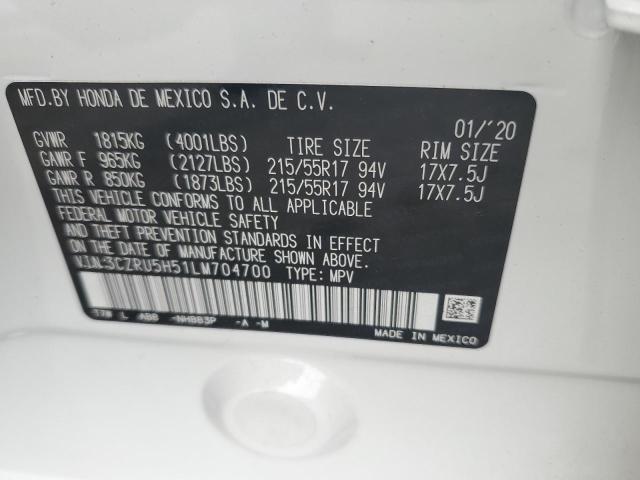 MFD.BY HONDA DE MEXICO S.A. DE C.V.
01/'20
GVWR 1815KG (4001LBS) TIRE SIZE RIM SIZE
GAWR F 965KG (2127LBS) 215/55R17 94V 17X7.5J
GAWR R 850KG (1873LBS) 215/55R17 94V 17X7.5J
THIS VEHICLE CONFORMS TO ALL APPLICABLE
FEDERAL MOTOR VEHICLE SAFETY
AND THEFT PREVENTION STANDARDS IN EFFECT
ON THE DATE OF MANUFACTURE SHOWN ABOVE.
3CZRU5H51LM704700 TYPE: MPV
NH883P -A -M
MADE IN MEXICO